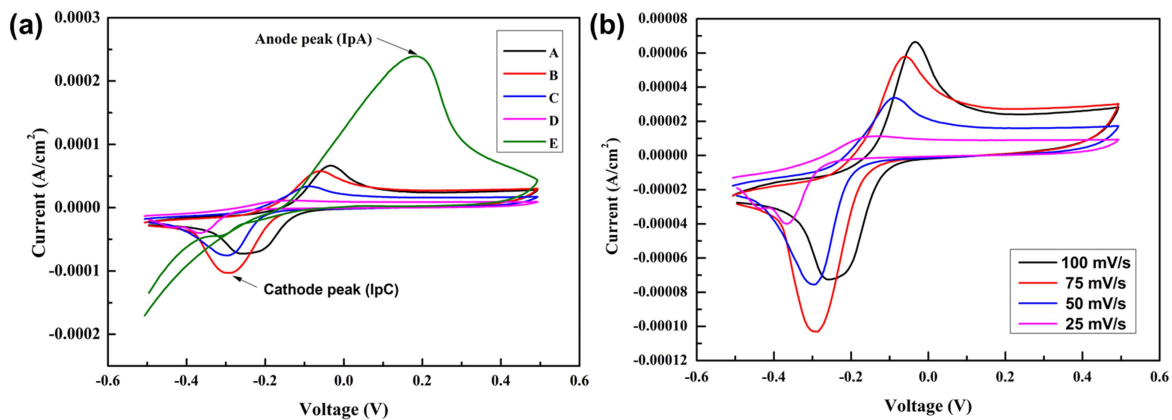 (a)
0.0003
0.0002
0.0001
0.0000
-0.0001
-0.0002
Current (A/cm²)
Anode peak (IpA)
A
B
C
D
E
Cathode peak (IpC)
-0.6
-0.4
-0.2
0.0
0.2
0.4
0.6
Voltage (V)
(b)
0.00008
0.00006
0.00004
0.00002
0.00000
-0.00002
-0.00004
-0.00006
-0.00008
-0.00010
-0.00012
Current (A/cm²)
100 mV/s
75 mV/s
50 mV/s
25 mV/s
-0.6
-0.4
-0.2
0.0
0.2
0.4
0.6
Voltage (V)